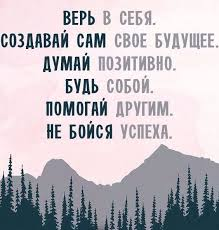 ВЕРЬ В СЕБЯ.
СОЗДАВАЙ САМ СВОЕ БУДУЩЕЕ.
ДУМАЙ ПОЗИТИВНО.
БУДЬ СОБОЙ.
ПОМОГАЙ ДРУГИМ.
НЕ БОЙСЯ УСПЕХА.